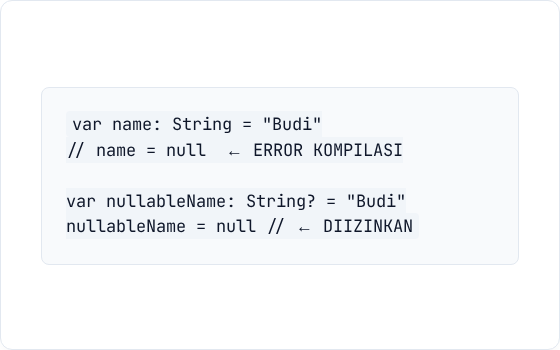 var name: String = "Budi"
// name = null  ← ERROR KOMPILASI
var nullableName: String? = "Budi"
nullableName = null // ← DIIZINKAN